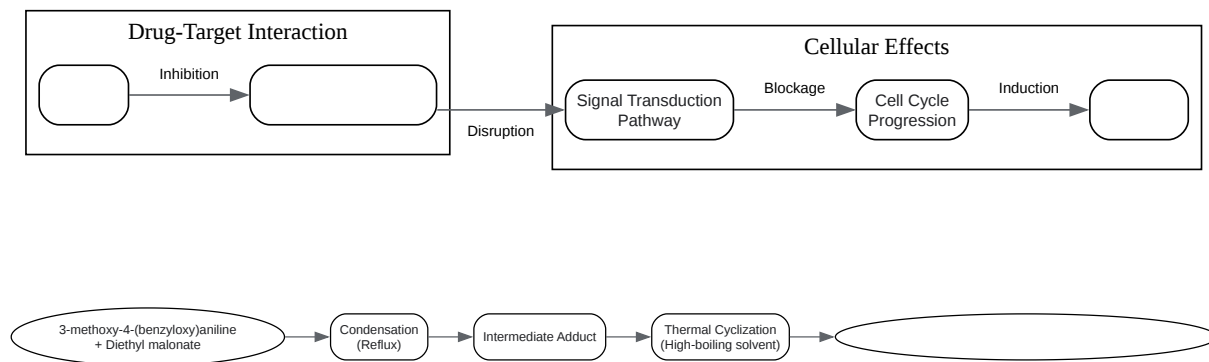 Drug-Target Interaction
Inhibition
Disruption
Cellular Effects
Signal Transduction
Pathway
Blockage
Cell Cycle
Progression
Induction
3-methoxy-4-(benzyloxy)aniline
+ Diethyl malonate
Condensation
(Reflux)
Intermediate Adduct
Thermal Cyclization
(High-boiling solvent)